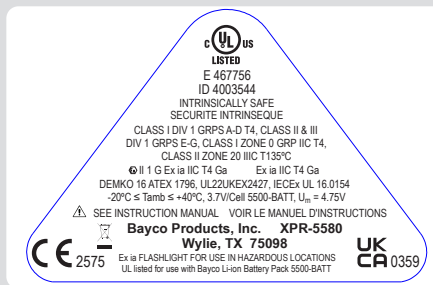 C UL US
LISTED
E 467756
ID 4003544
INTRINSICALLY SAFE
SECURITE INTRINSEQUE
CLASS I DIV 1 GRPS A-D T4, CLASS II & III
DIV 1 GRPS E-G, CLASS I ZONE 0 GRP IIC T4,
CLASS II ZONE 20 IIIC T135ºC
Ex II 1 G Ex ia IIC T4 Ga Ex ia IIC T4 Ga
DEMKO 16 ATEX 1796, UL22UKEX2427, IECEx UL 16.0154
-20ºC ≤ Tamb ≤ +40ºC, 3.7V/Cell 5500-BATT, Um = 4.75V
SEE INSTRUCTION MANUAL VOIR LE MANUEL D'INSTRUCTIONS
Bayco Products, Inc. XPR-5580
Wylie, TX 75098
Ex ia FLASHLIGHT FOR USE IN HAZARDOUS LOCATIONS
UL listed for use with Bayco Li-ion Battery Pack 5500-BATT
CE 2575
UK
CA 0359